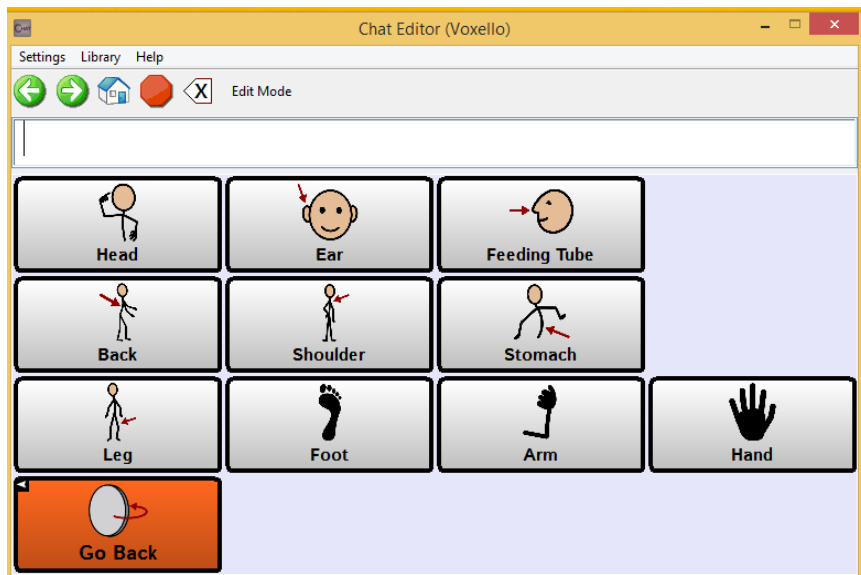 Chat Editor (Voxello)
Settings Library Help
X Edit Mode
Head Ear Feeding Tube
Back Shoulder Stomach
Leg Foot Arm Hand
Go Back